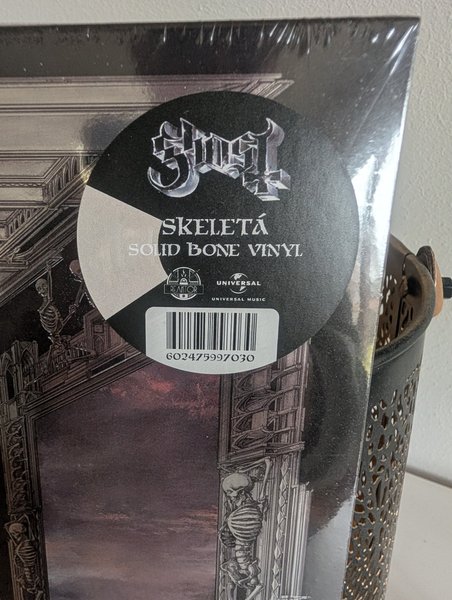 Ghost
SKELETÁ
SOLID BONE VINYL
UNIVERSAL
UNIVERSAL MUSIC
602475997030